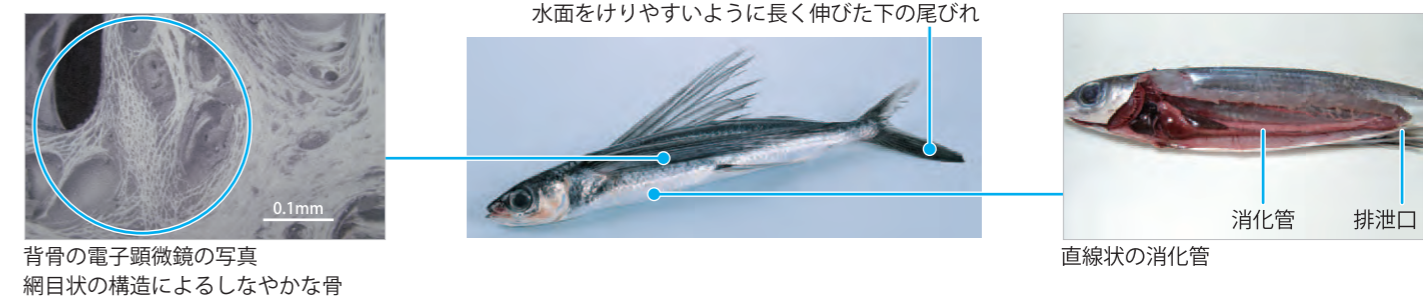 水面をけりやすいように長く伸びた下の尾びれ
0.1mm
消化管
排泄口
背骨の電子顕微鏡の写真
網目状の構造によるしなやかな骨
直線状の消化管